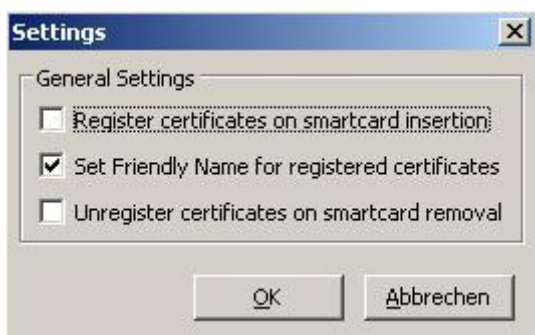 Settings
General Settings
Register certificates on smartcard insertion
Set Friendly Name for registered certificates
Unregister certificates on smartcard removal
OK Abbrechen